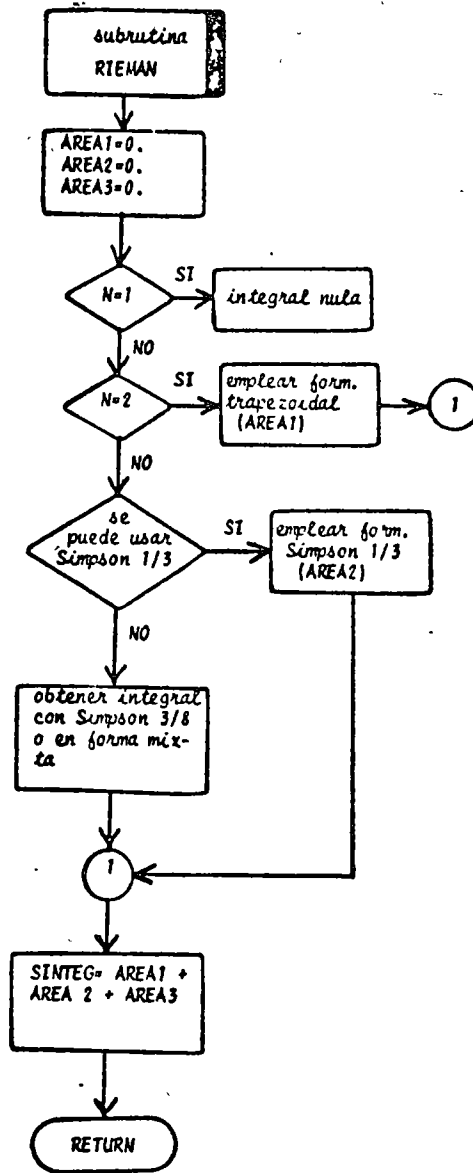 subrutina
RIEMAN
AREA1=0.
AREA2=0.
AREA3=0.
N=1
SI
integral nula
NO
N=2
SI
emplear form.
trapezoidal
(AREA1)
1
NO
se
puede usar
Simpson 1/3
SI
emplear form.
Simpson 1/3
(AREA2)
NO
obtener integral
con Simpson 3/8
o en forma mix-
ta
1
SINTEG= AREA1 +
AREA 2 + AREA3
RETURN